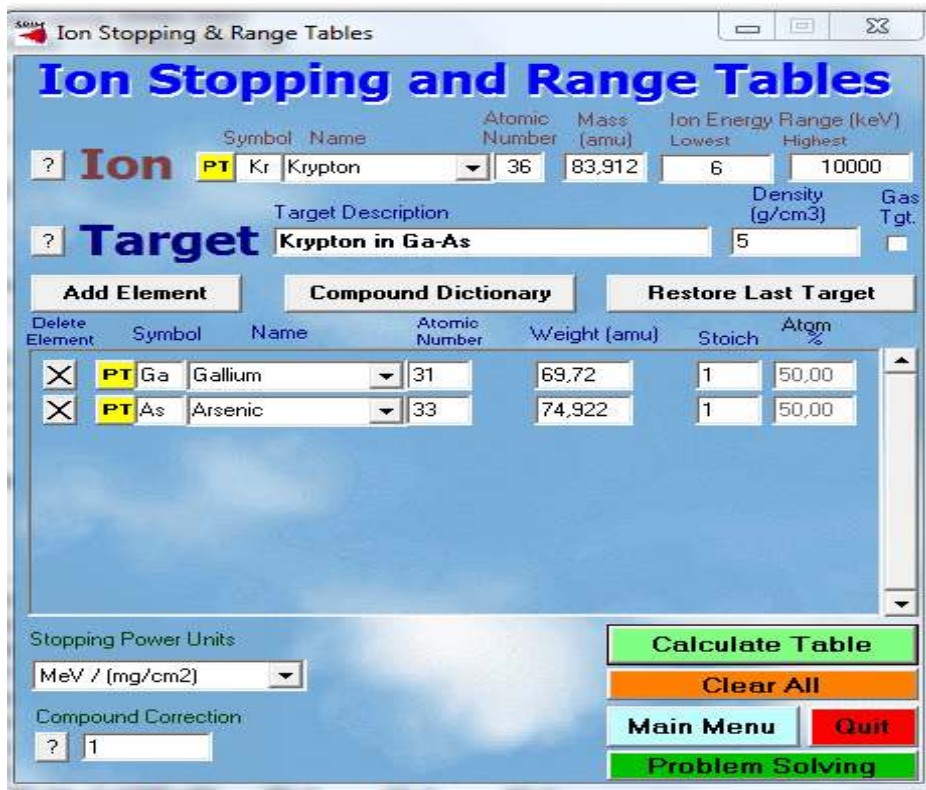 SRIM
Ion Stopping & Range Tables
Ion Stopping and Range Tables
Symbol Name Atomic Number Mass (amu) Ion Energy Range (keV) Lowest Highest
? Ion PT Kr Krypton 36 83,912 6 10000
Target Description Density (g/cm3) Gas Tgt.
? Target Krypton in Ga-As 5
Add Element Compound Dictionary Restore Last Target
Delete Element Symbol Name Atomic Number Weight (amu) Stoich Atom %
X PT Ga Gallium 31 69,72 1 50,00
X PT As Arsenic 33 74,922 1 50,00
Stopping Power Units
MeV / (mg/cm2)
Calculate Table
Clear All
Compound Correction
? 1
Main Menu Quit
Problem Solving